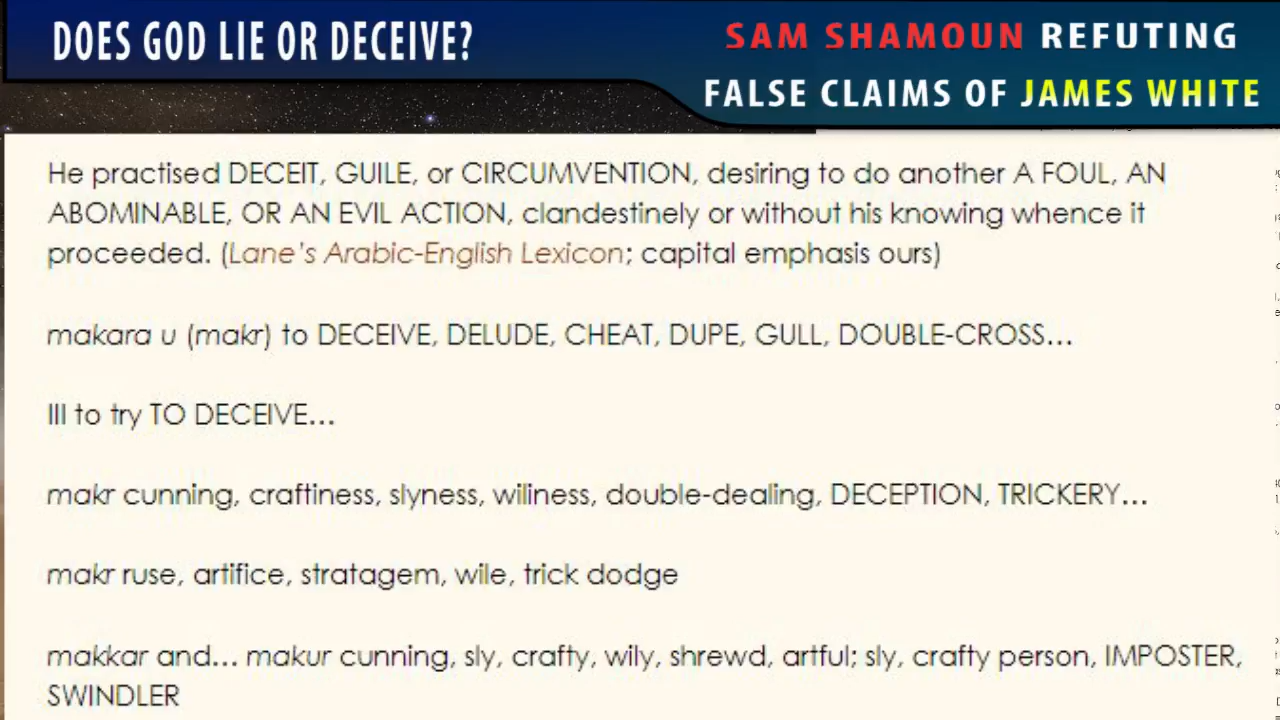 DOES GOD LIE OR DECEIVE?
SAM SHAMOUN REFUTING
FALSE CLAIMS OF JAMES WHITE
He practised DECEIT, GUILE, or CIRCUMVENTION, desiring to do another A FOUL, AN
ABOMINABLE, OR AN EVIL ACTION, clandestinely or without his knowing whence it
proceeded. (Lane's Arabic-English Lexicon; capital emphasis ours)
makara u (makr) to DECEIVE, DELUDE, CHEAT, DUPE, GULL, DOUBLE-CROSS…
III to try TO DECEIVE…
makr cunning, craftiness, slyness, wiliness, double-dealing, DECEPTION, TRICKERY…
makr ruse, artifice, stratagem, wile, trick dodge
makkar and… makur cunning, sly, crafty, wily, shrewd, artful; sly, crafty person, IMPOSTER,
SWINDLER